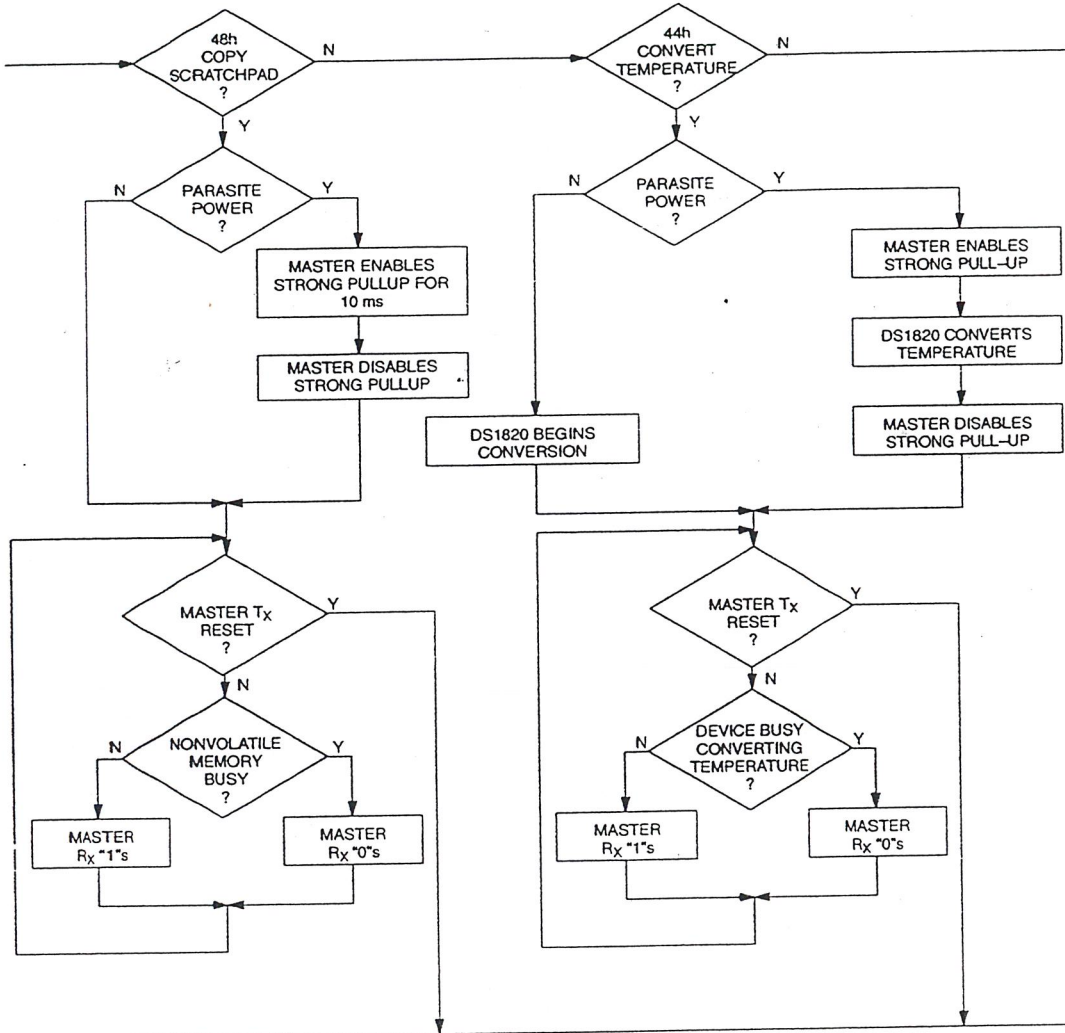 48h
COPY
SCRATCHPAD
?
N
Y
44h
CONVERT
TEMPERATURE
?
N
Y
N
PARASITE
POWER
?
Y
MASTER ENABLES
STRONG PULLUP FOR
10 ms
MASTER DISABLES
STRONG PULLUP
N
PARASITE
POWER
?
Y
MASTER ENABLES
STRONG PULL–UP
DS1820 CONVERTS
TEMPERATURE
MASTER DISABLES
STRONG PULL–UP
DS1820 BEGINS
CONVERSION
MASTER TX
RESET
?
Y
N
N
NONVOLATILE
MEMORY
BUSY
?
Y
MASTER
RX "1"s
MASTER
RX "0"s
MASTER TX
RESET
?
Y
N
N
DEVICE BUSY
CONVERTING
TEMPERATURE
?
Y
MASTER
RX "1"s
MASTER
RX "0"s